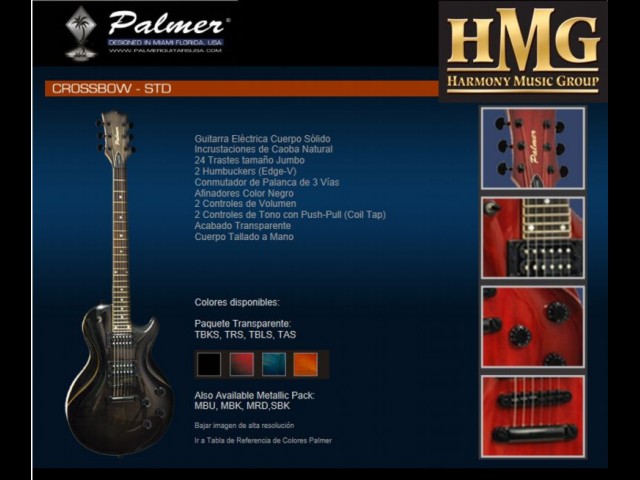 Palmer®
DESIGNED IN MIAMI FLORIDA, USA
WWW.PALMERGUITARSUSA.COM
HMG
HARMONY MUSIC GROUP
CROSSBOW - STD
Palmer
Palmer
Guitarra Eléctrica Cuerpo Sólido
Incrustaciones de Caoba Natural
24 Trastes tamaño Jumbo
2 Humbuckers (Edge-V)
Conmutador de Palanca de 3 Vías
Afinadores Color Negro
2 Controles de Volumen
2 Controles de Tono con Push-Pull (Coil Tap)
Acabado Transparente
Cuerpo Tallado a Mano
Colores disponibles:
Paquete Transparente:
TBKS, TRS, TBLS, TAS
Also Available Metallic Pack:
MBU, MBK, MRD,SBK
Bajar imagen de alta resolución
Ir a Tabla de Referencia de Colores Palmer